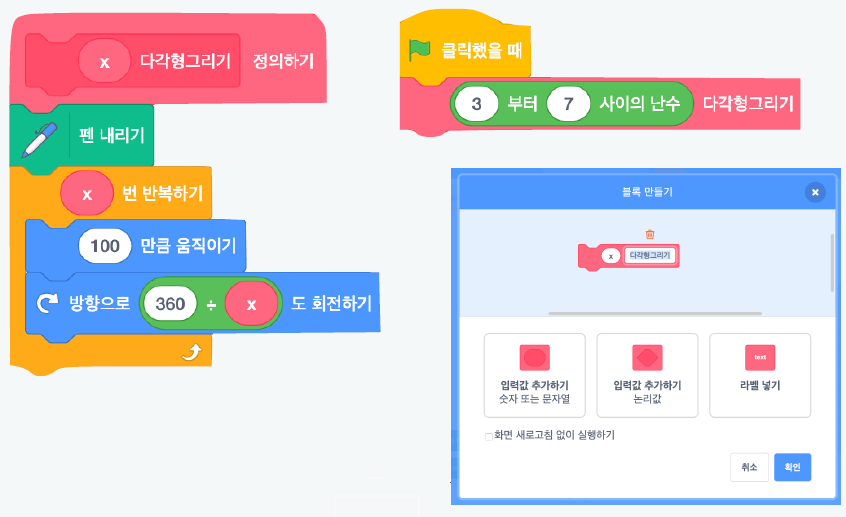 x 다각형그리기 정의하기
펜 내리기
x 번 반복하기
100 만큼 움직이기
방향으로 360 ÷ x 도 회전하기
클릭했을 때
3 부터 7 사이의 난수 다각형그리기
블록 만들기
x 다각형그리기
입력값 추가하기
숫자 또는 문자열
입력값 추가하기
논리값
text
라벨 넣기
화면 새로고침 없이 실행하기
취소 확인